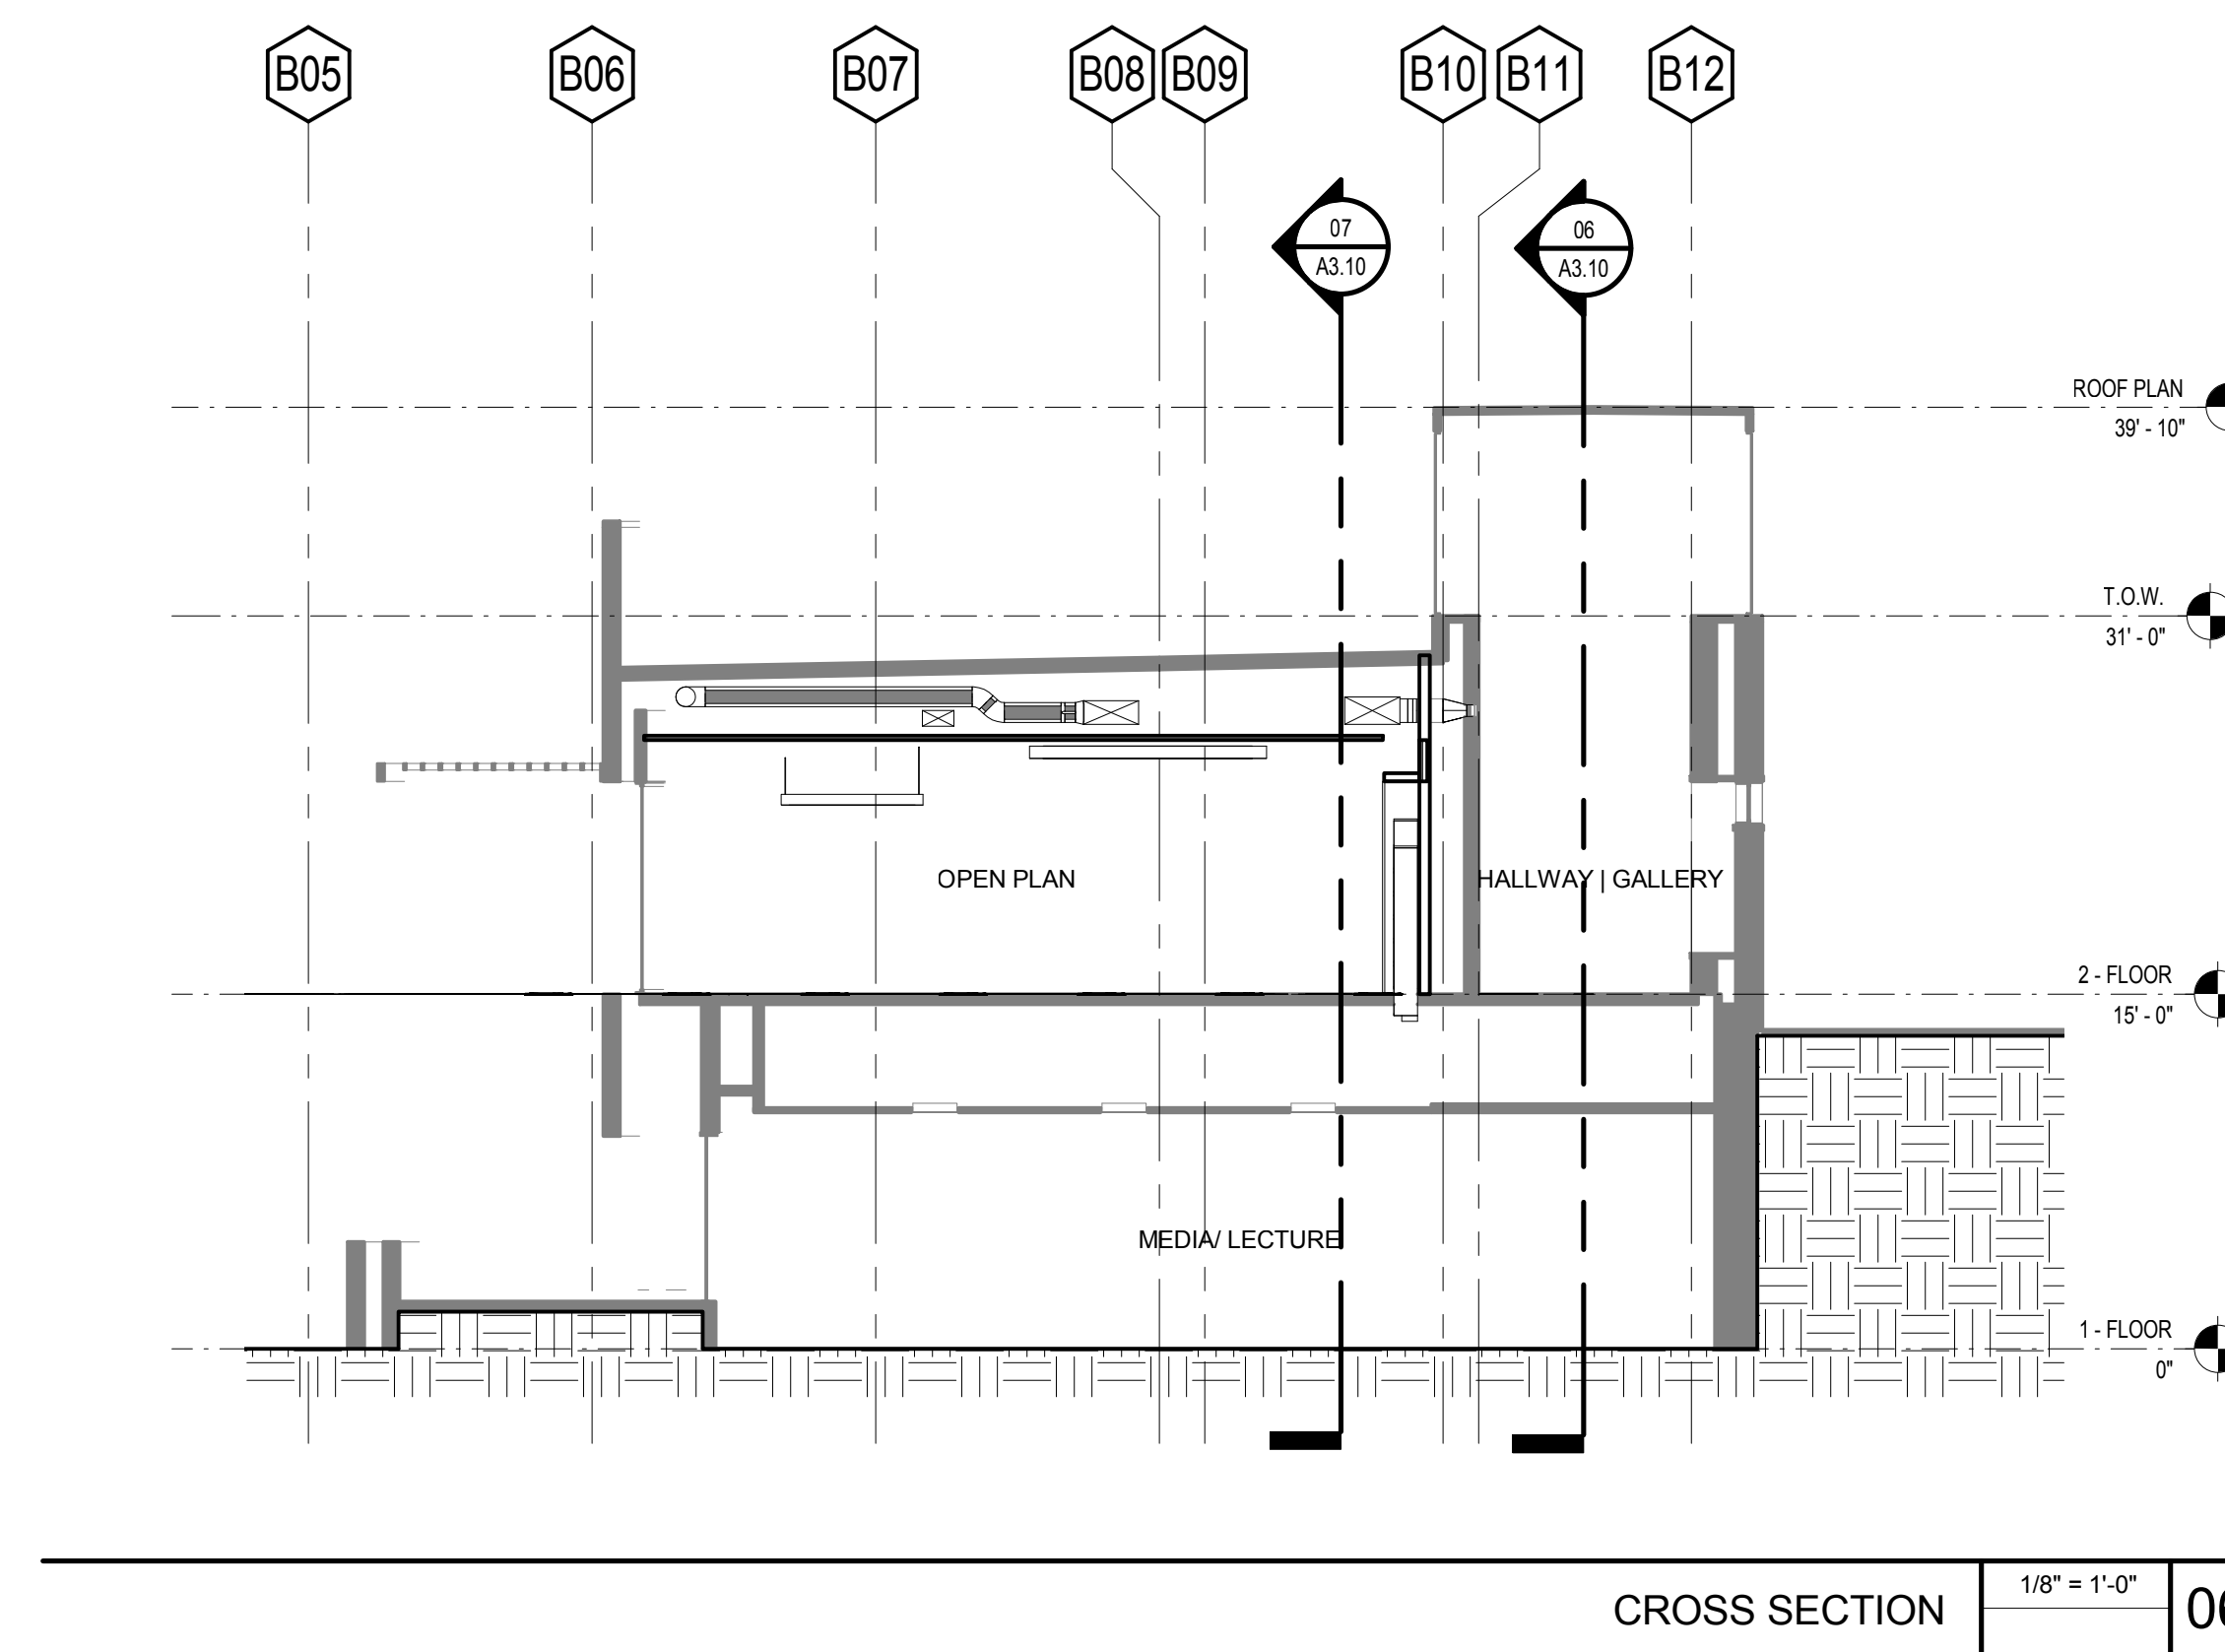 B05 B06 B07 B08 B09 B10 B11 B12
07
A3.10
06
A3.10
ROOF PLAN
39' - 10"
T.O.W.
31' - 0"
OPEN PLAN
HALLWAY | GALLERY
2 - FLOOR
15' - 0"
MEDIA/ LECTURE
1 - FLOOR
0"
CROSS SECTION
1/8" = 1'-0"